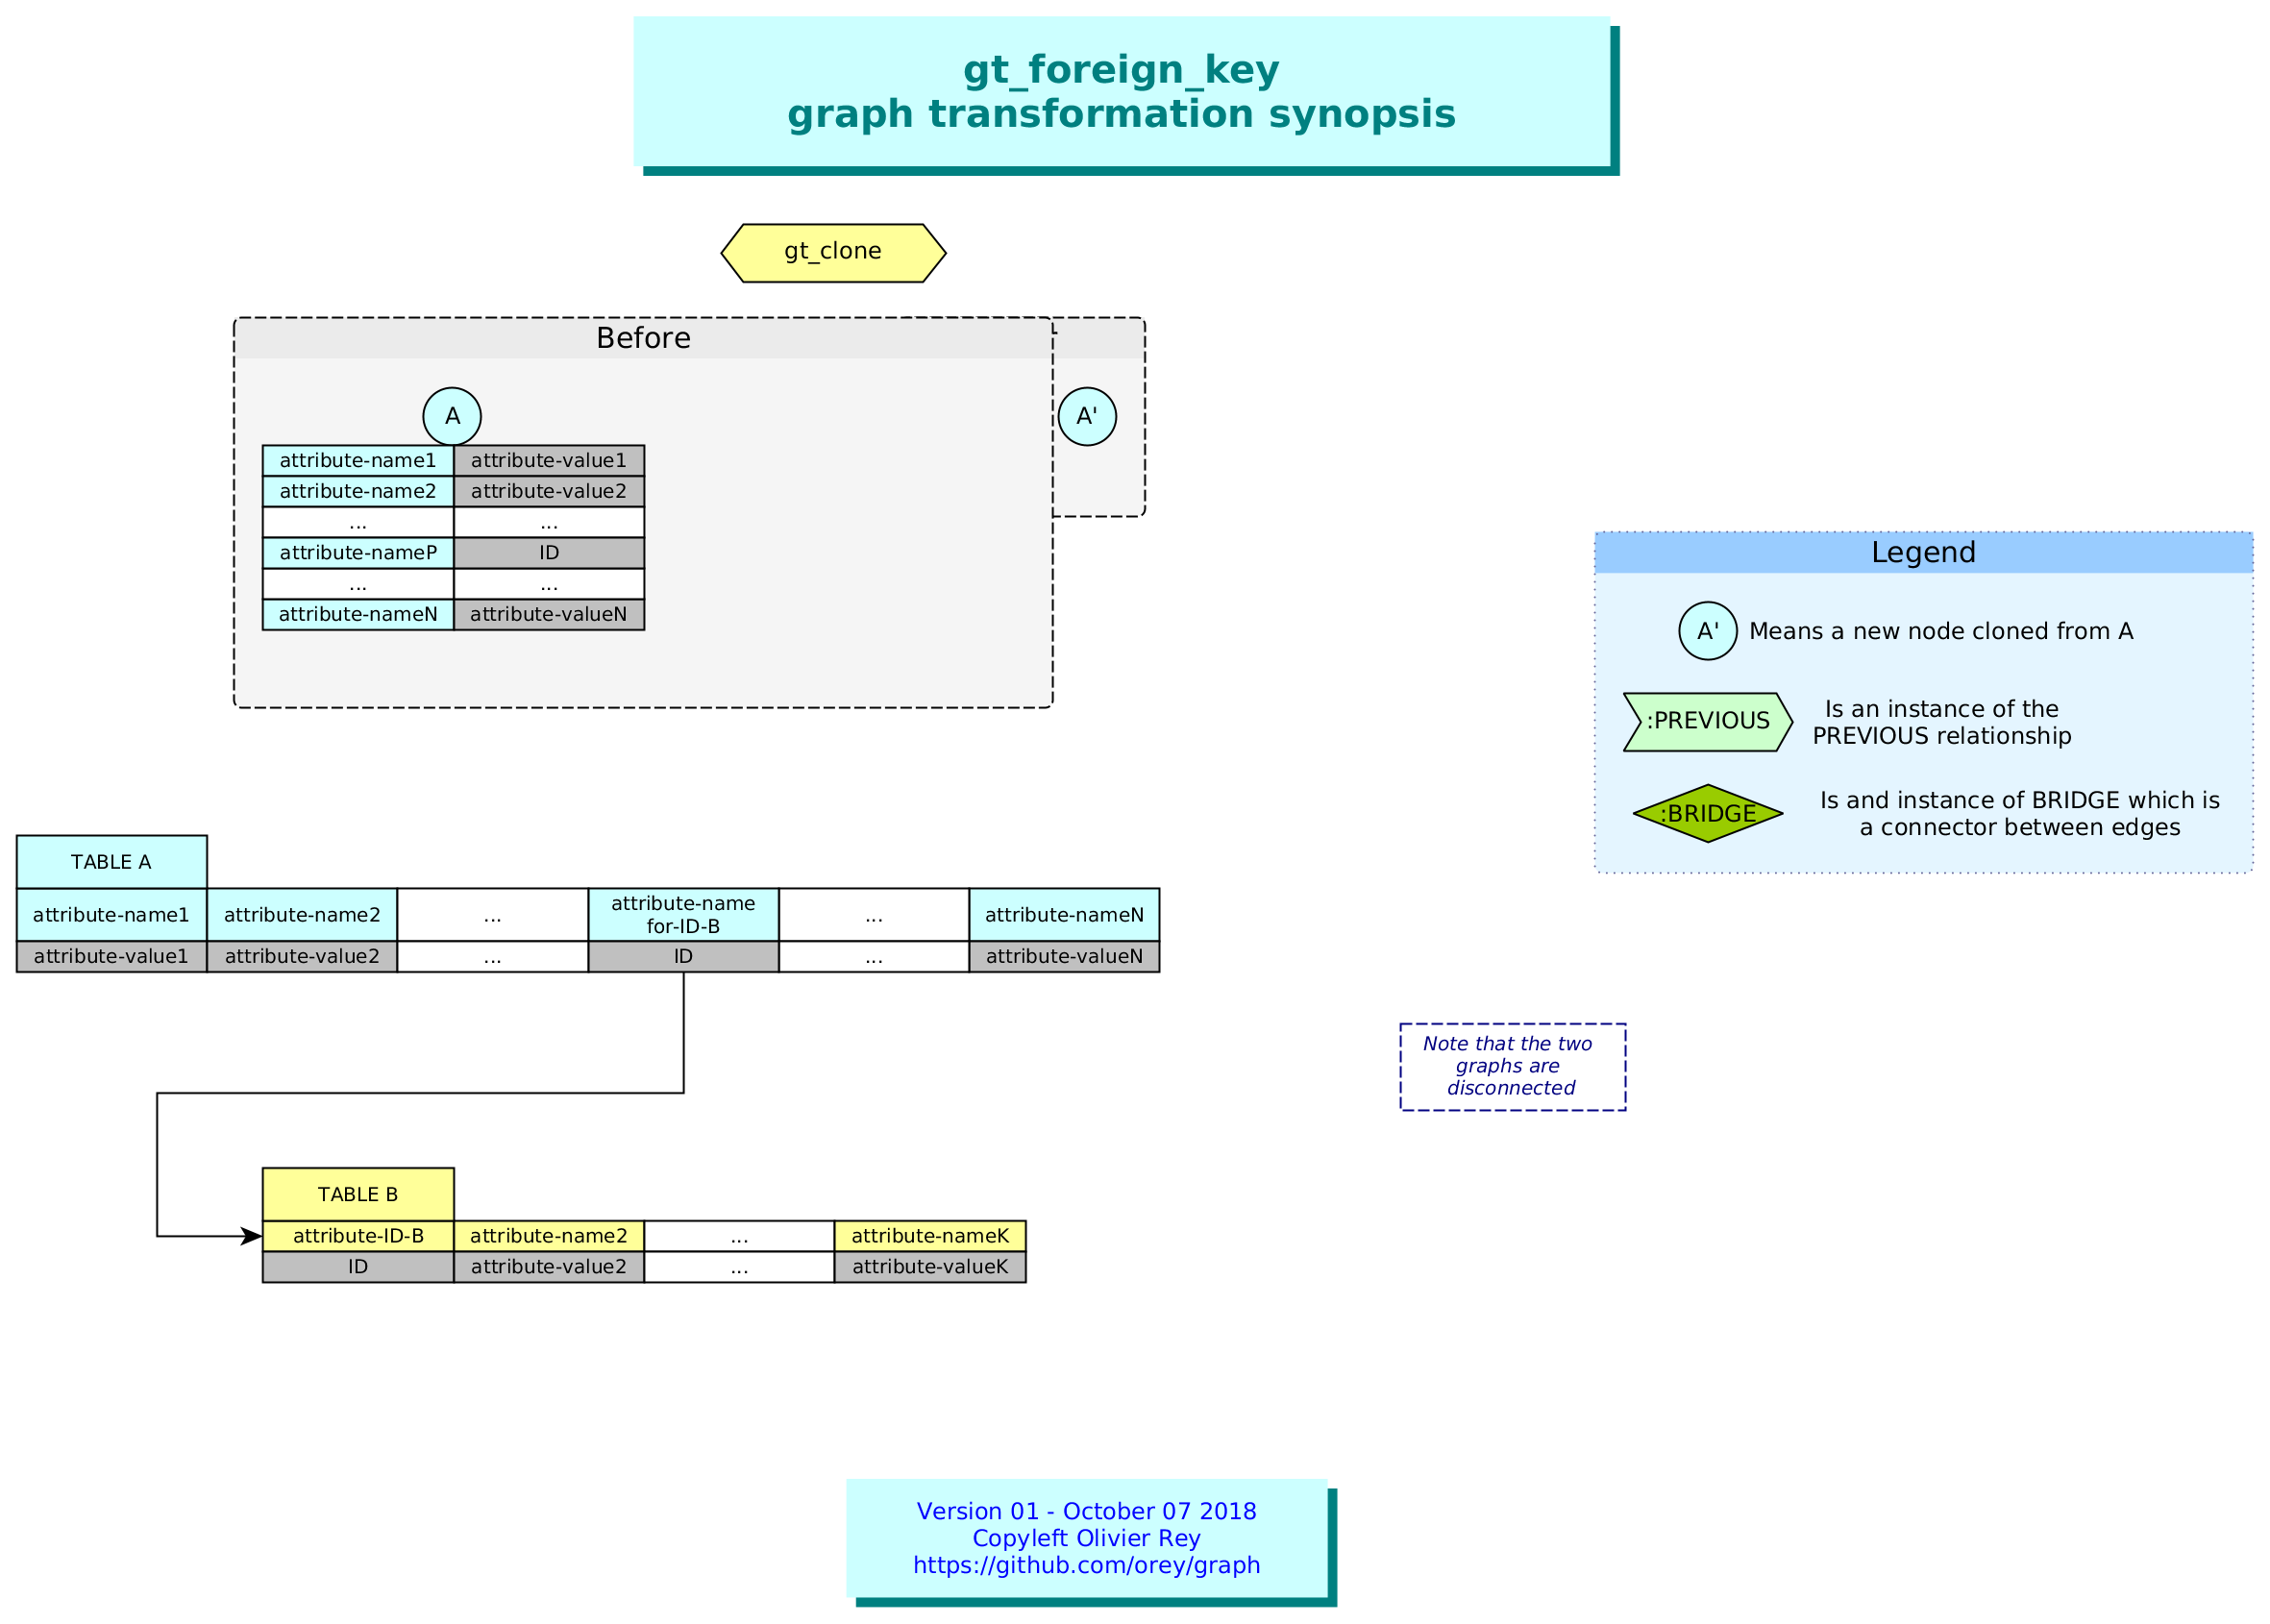 gt_foreign_key
graph transformation synopsis
gt_clone
Before
A
A'
attribute-name1 attribute-value1
attribute-name2 attribute-value2
... ...
attribute-nameP ID
... ...
attribute-nameN attribute-valueN
Legend
A' Means a new node cloned from A
:PREVIOUS
Is an instance of the
PREVIOUS relationship
:BRIDGE
Is and instance of BRIDGE which is
a connector between edges
TABLE A
attribute-name1 attribute-name2 ... attribute-name for-ID-B ... attribute-nameN
attribute-value1 attribute-value2 ... ID ... attribute-valueN
Note that the two
graphs are
disconnected
TABLE B
attribute-ID-B attribute-name2 ... attribute-nameK
ID attribute-value2 ... attribute-valueK
Version 01 - October 07 2018
Copyleft Olivier Rey
https://github.com/orey/graph